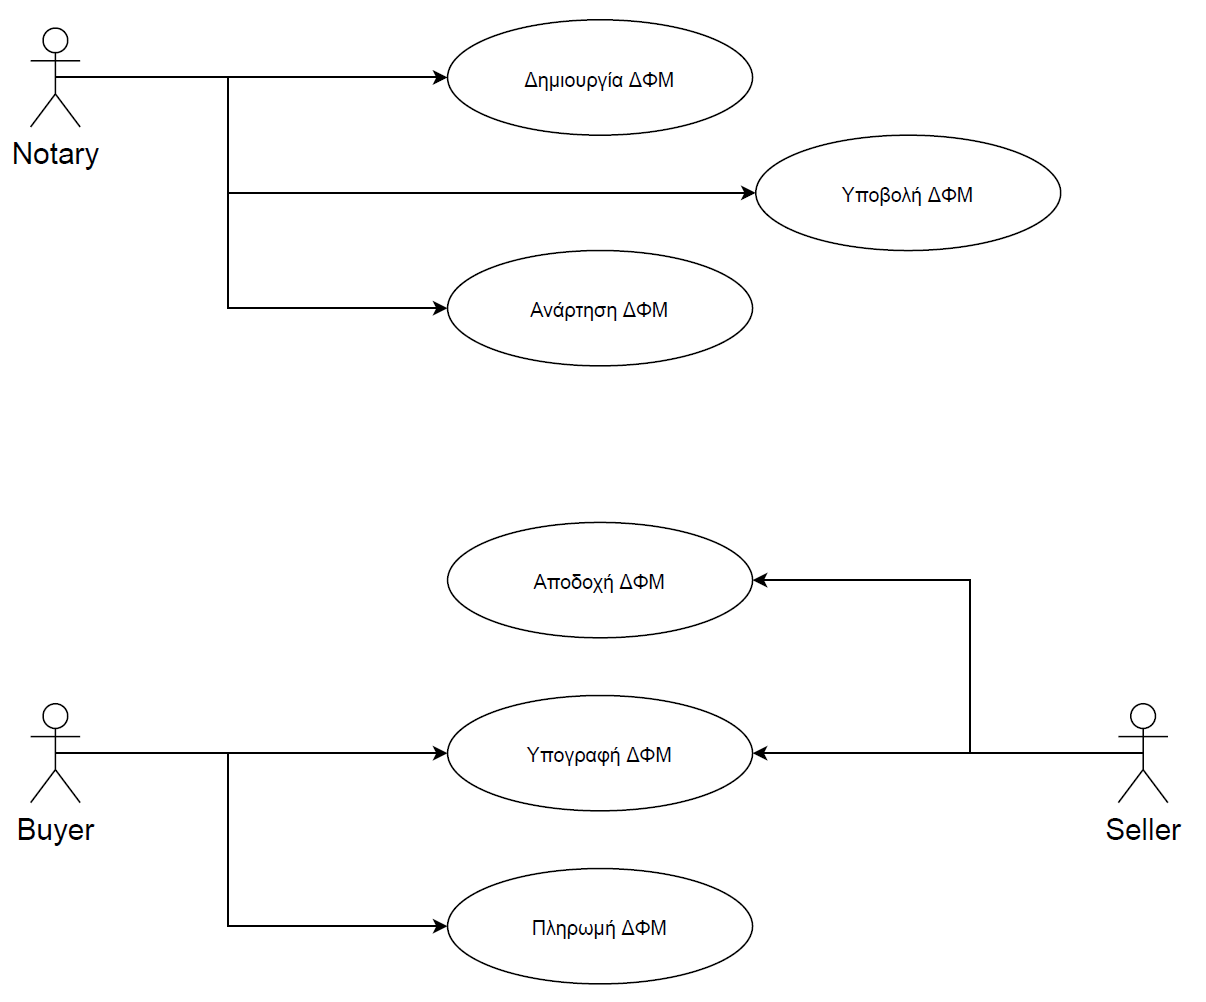 Δημιουργία ΔΦΜ
Notary
Υποβολή ΔΦΜ
Ανάρτηση ΔΦΜ
Αποδοχή ΔΦΜ
Υπογραφή ΔΦΜ
Buyer
Seller
Πληρωμή ΔΦΜ